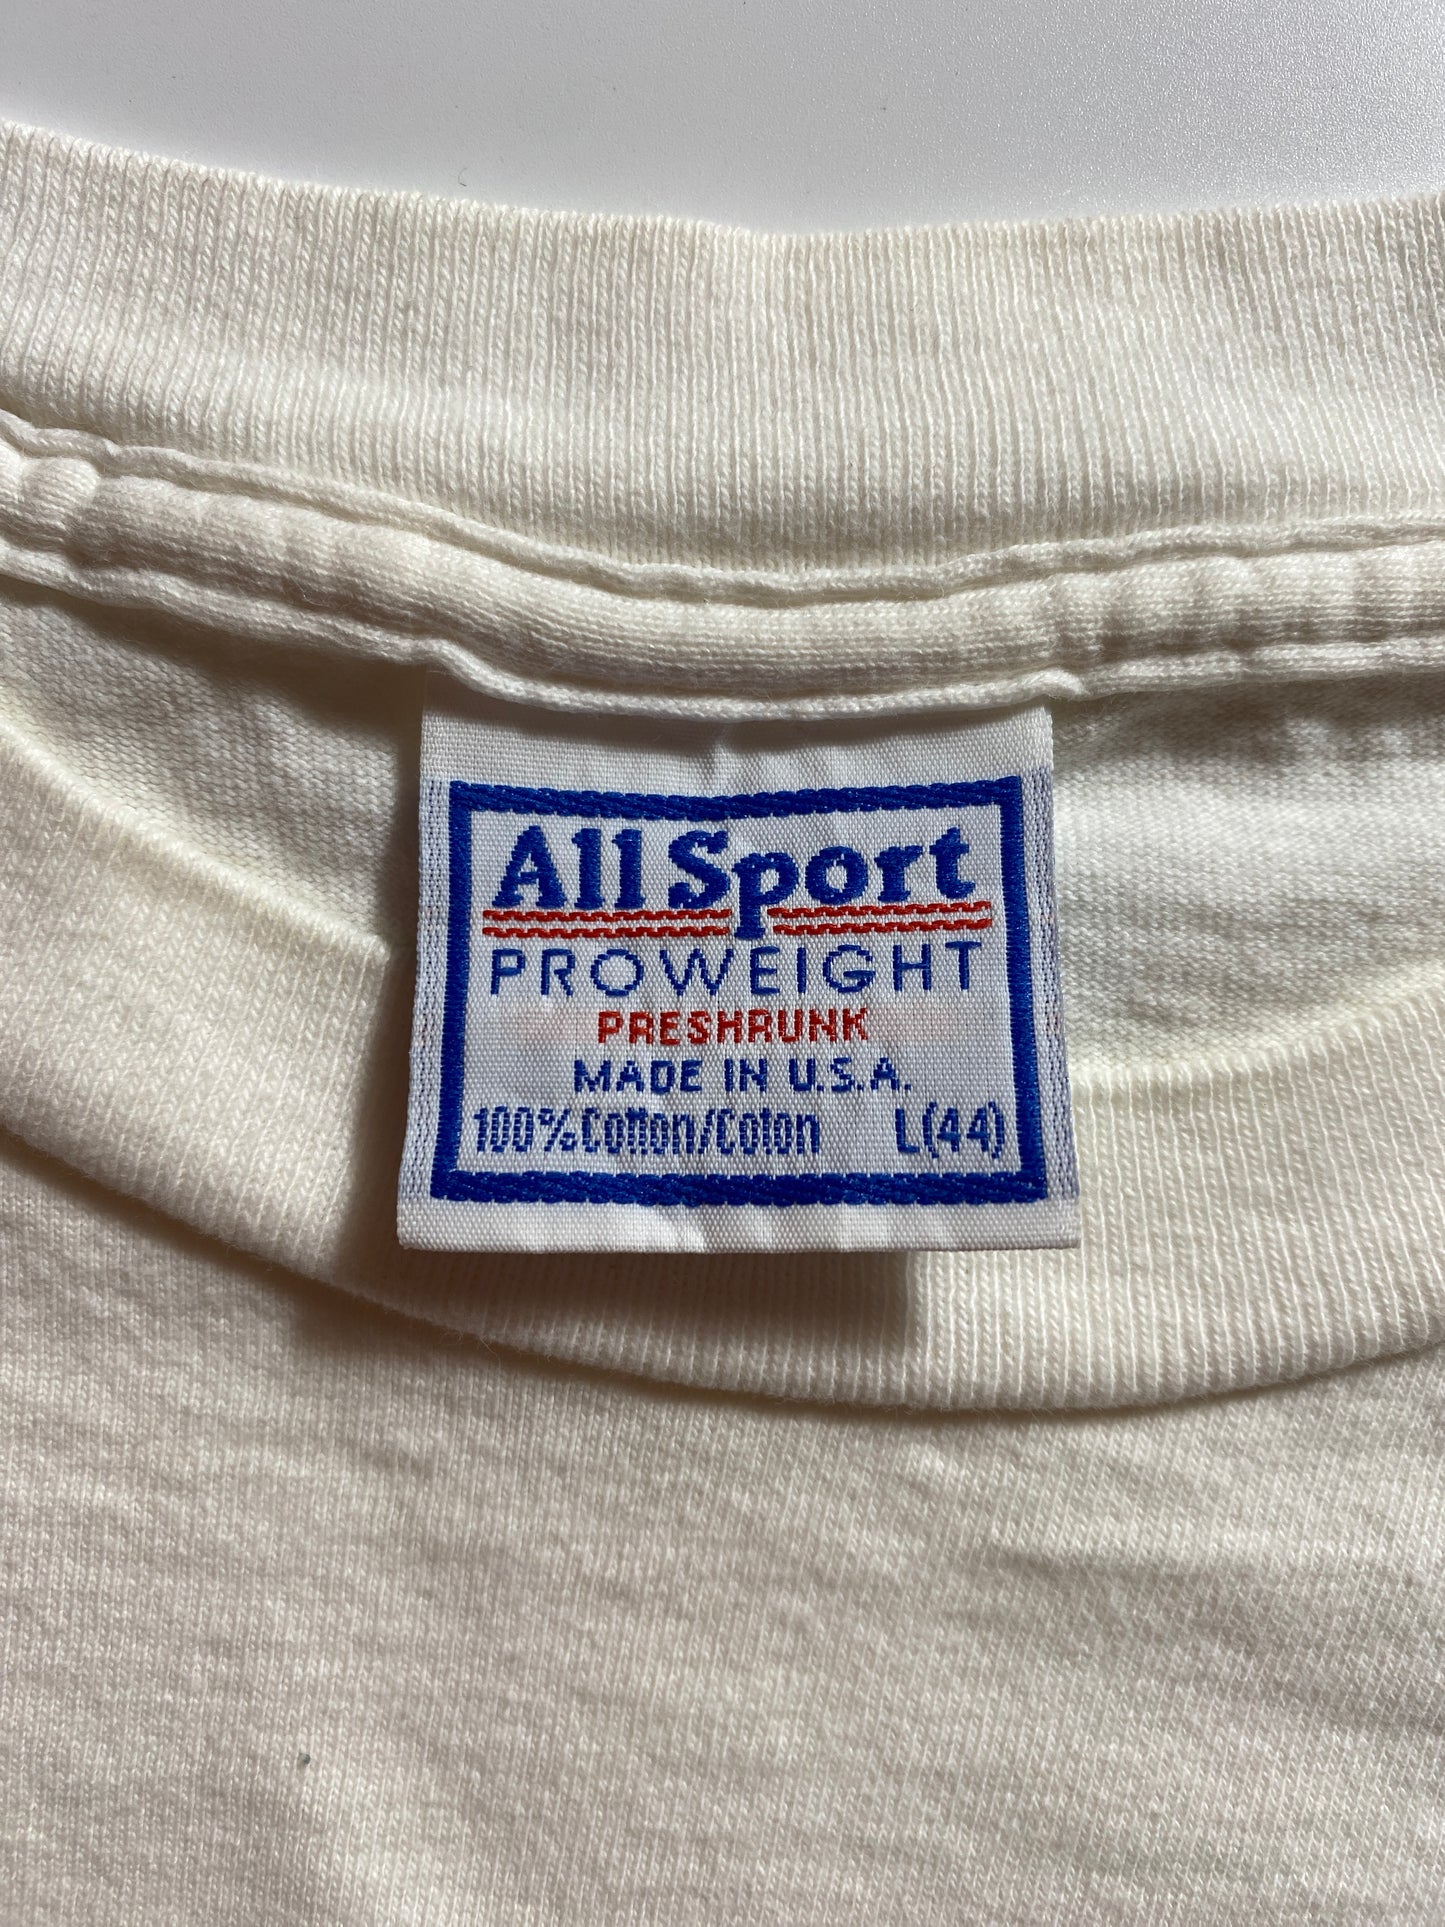 All Sport
PROWEIGHT
PRESHRUNK
MADE IN U.S.A.
100% Cotton/Coton L(44)